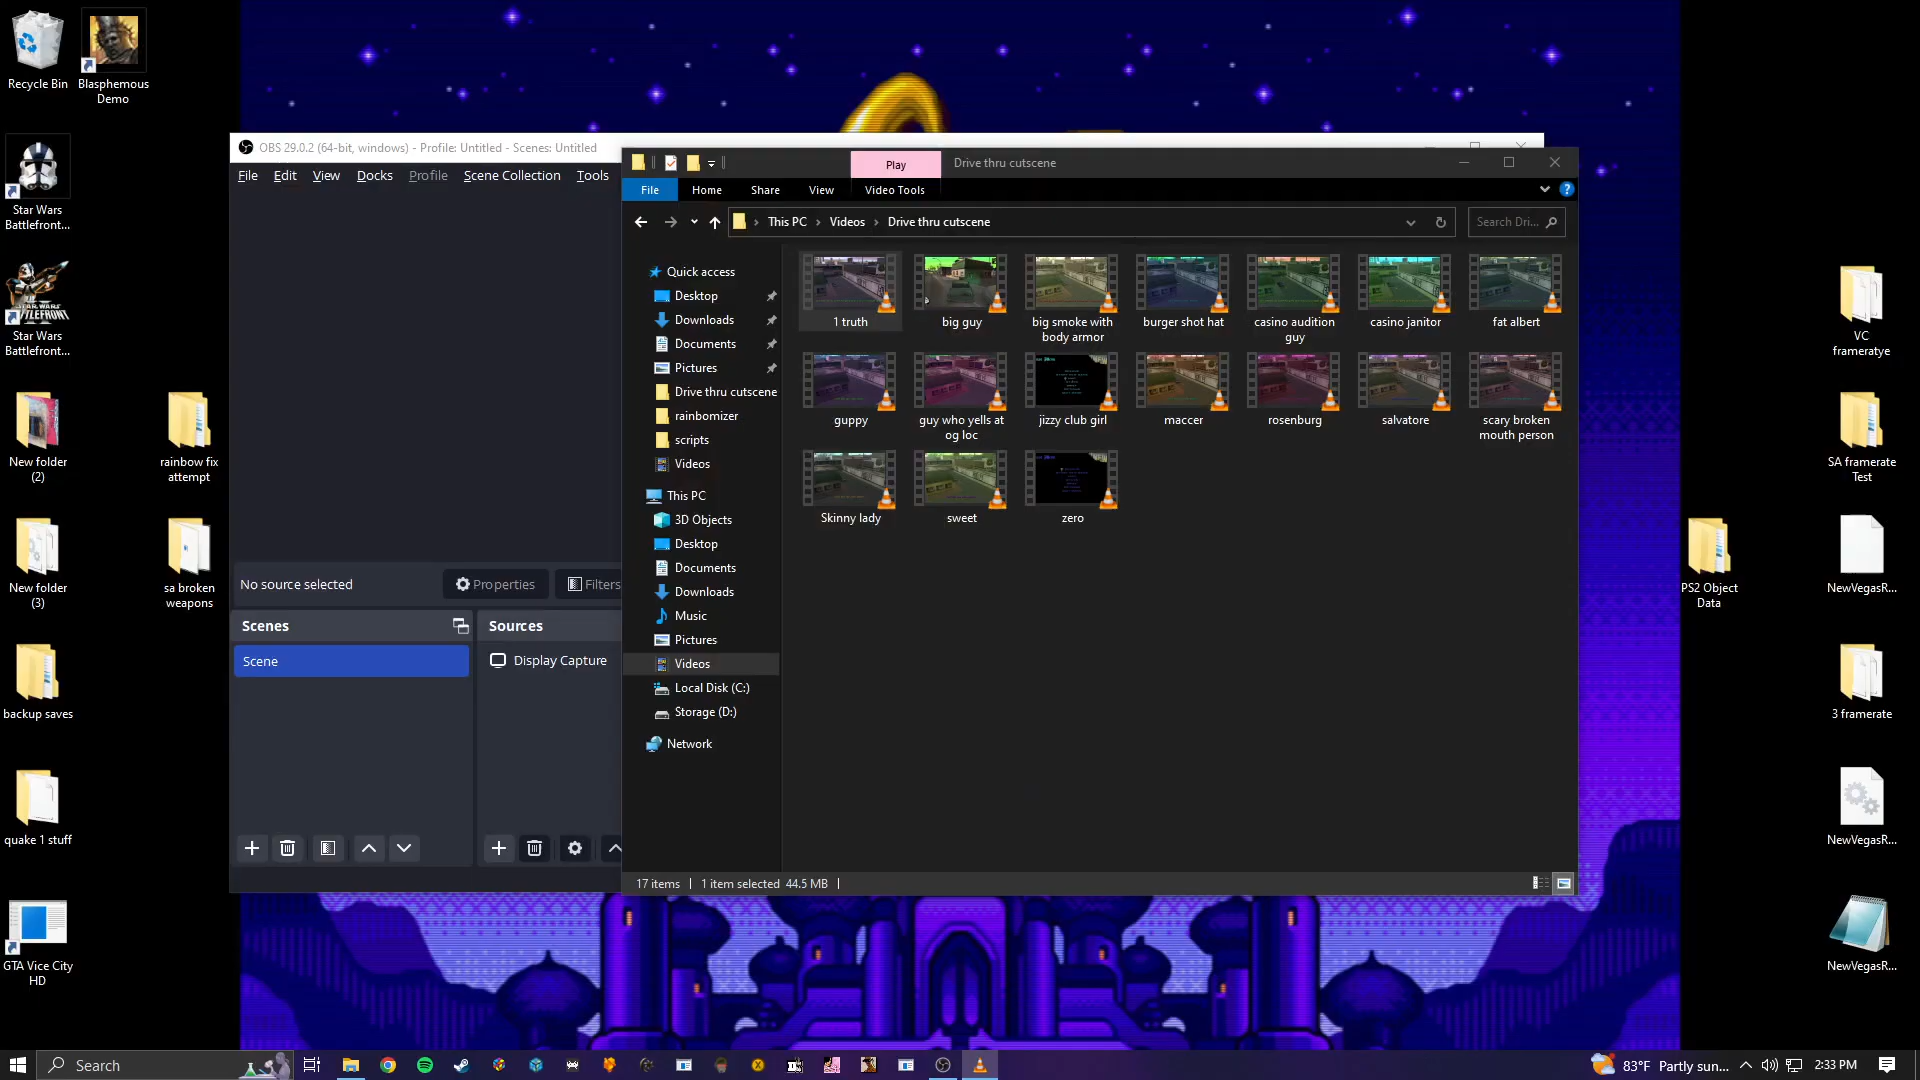 Recycle Bin
Blasphemous
Demo
Star Wars
Battlefront...
Star Wars
Battlefront...
New folder
(2)
rainbow fix
attempt
New folder
(3)
sa broken
weapons
backup saves
quake 1 stuff
GTA Vice City
HD
OBS 29.0.2 (64-bit, windows) - Profile: Untitled - Scenes: Untitled
File Edit View Docks Profile Scene Collection Tools
No source selected
Properties
Filters
Scenes
Sources
Scene
Display Capture
Play
Drive thru cutscene
File Home Share View Video Tools
This PC > Videos > Drive thru cutscene
Search Dri...
Quick access
Desktop
Downloads
Documents
Pictures
Drive thru cutscene
rainbomizer
scripts
Videos
This PC
3D Objects
Desktop
Documents
Downloads
Music
Pictures
Videos
Local Disk (C:)
Storage (D:)
Network
1 truth
big guy
big smoke with
body armor
burger shot hat
casino audition
guy
casino janitor
fat albert
guppy
guy who yells at
og loc
jizzy club girl
maccer
rosenburg
salvatore
scary broken
mouth person
Skinny lady
sweet
zero
17 items
1 item selected 44.5 MB
VC
frameratye
SA framerate
Test
PS2 Object
Data
NewVegasR...
3 framerate
NewVegasR...
NewVegasR...
Search
83°F Partly sun...
2:33 PM